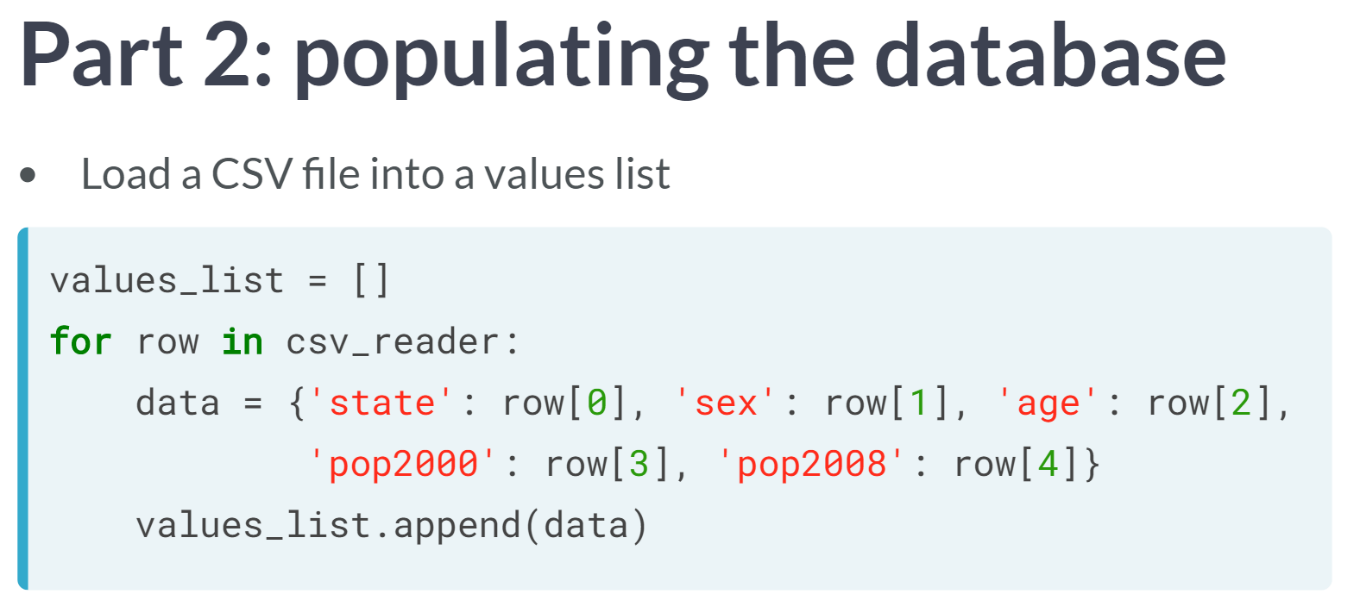 Part 2: populating the database
• Load a CSV file into a values list
values_list = []
for row in csv_reader:
    data = {'state': row[0], 'sex': row[1], 'age': row[2],
            'pop2000': row[3], 'pop2008': row[4]}
    values_list.append(data)